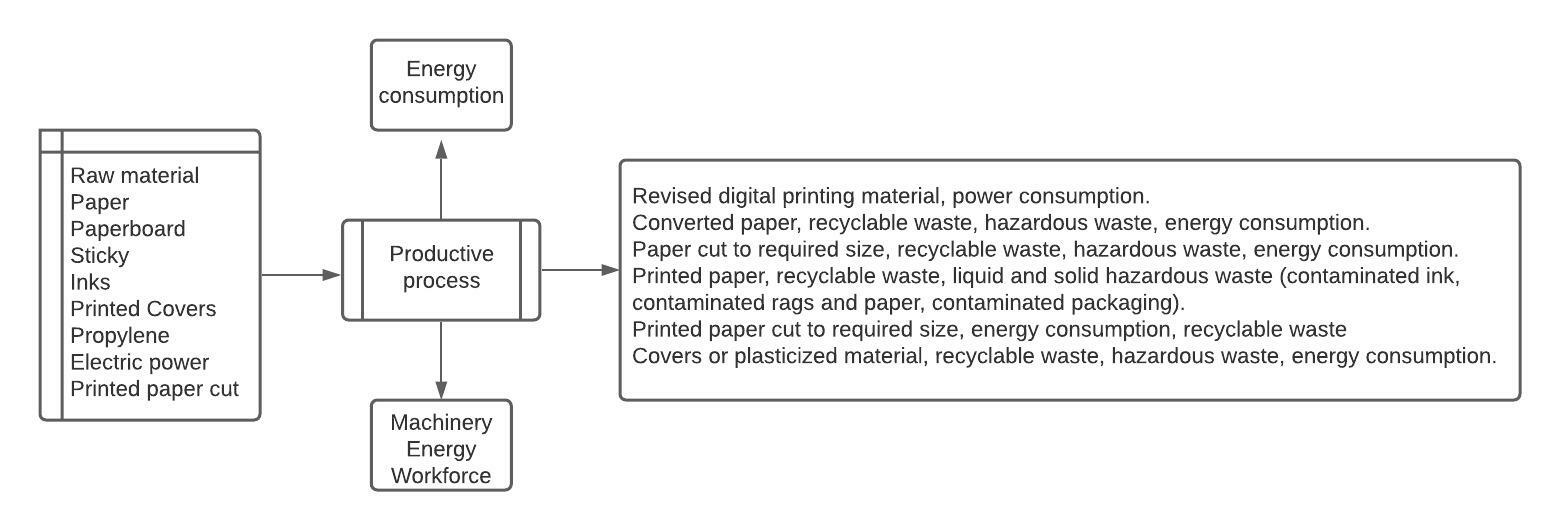 Energy
consumption
Raw material
Paper
Paperboard
Sticky
Inks
Printed Covers
Propylene
Electric power
Printed paper cut
Productive
process
Revised digital printing material, power consumption.
Converted paper, recyclable waste, hazardous waste, energy consumption.
Paper cut to required size, recyclable waste, hazardous waste, energy consumption.
Printed paper, recyclable waste, liquid and solid hazardous waste (contaminated ink,
contaminated rags and paper, contaminated packaging).
Printed paper cut to required size, energy consumption, recyclable waste
Covers or plasticized material, recyclable waste, hazardous waste, energy consumption.
Machinery
Energy
Workforce